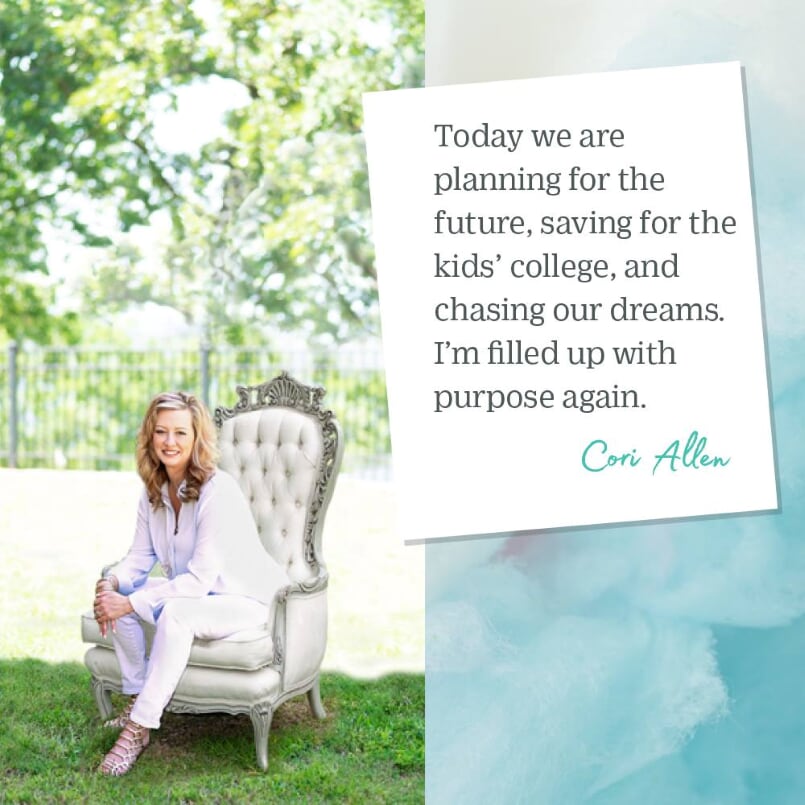 Today we are
planning for the
future, saving for the
kids’ college, and
chasing our dreams.
I’m filled up with
purpose again.
Cori Allen